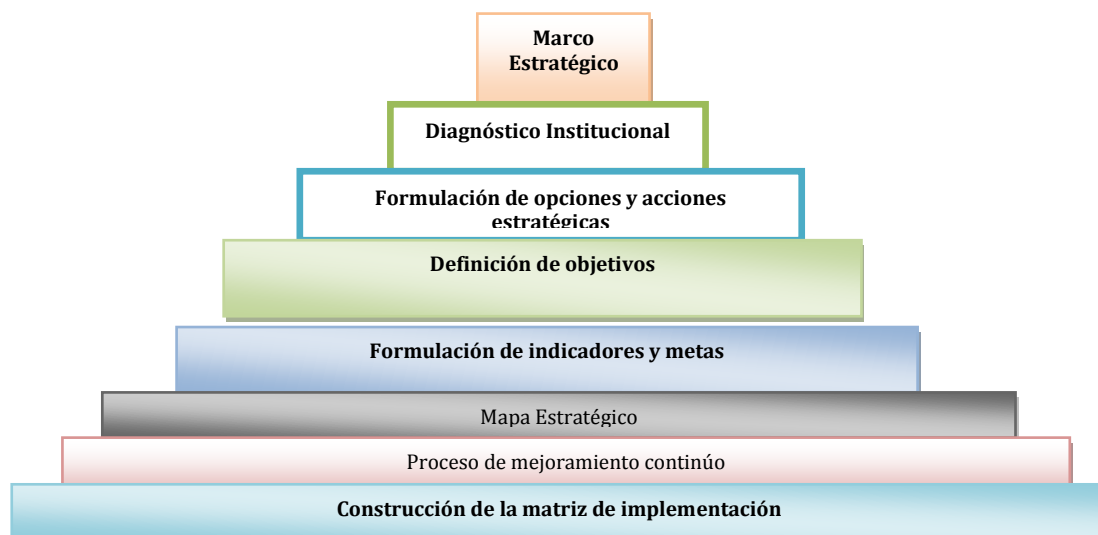 Marco
Estratégico
Diagnóstico Institucional
Formulación de opciones y acciones
estratégicas
Definición de objetivos
Formulación de indicadores y metas
Mapa Estratégico
Proceso de mejoramiento continúo
Construcción de la matriz de implementación